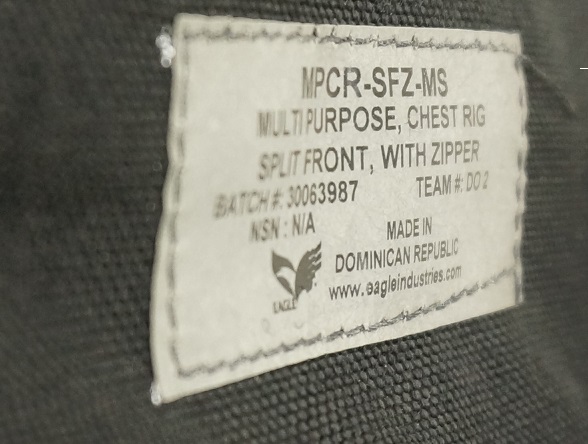 MPCR-SFZ-MS
MULTI PURPOSE, CHEST RIG
SPLIT FRONT, WITH ZIPPER
BATCH #: 30063987 TEAM #: DO 2
NSN : N/A
MADE IN
DOMINICAN REPUBLIC
www.eagleindustries.com
EAGLE